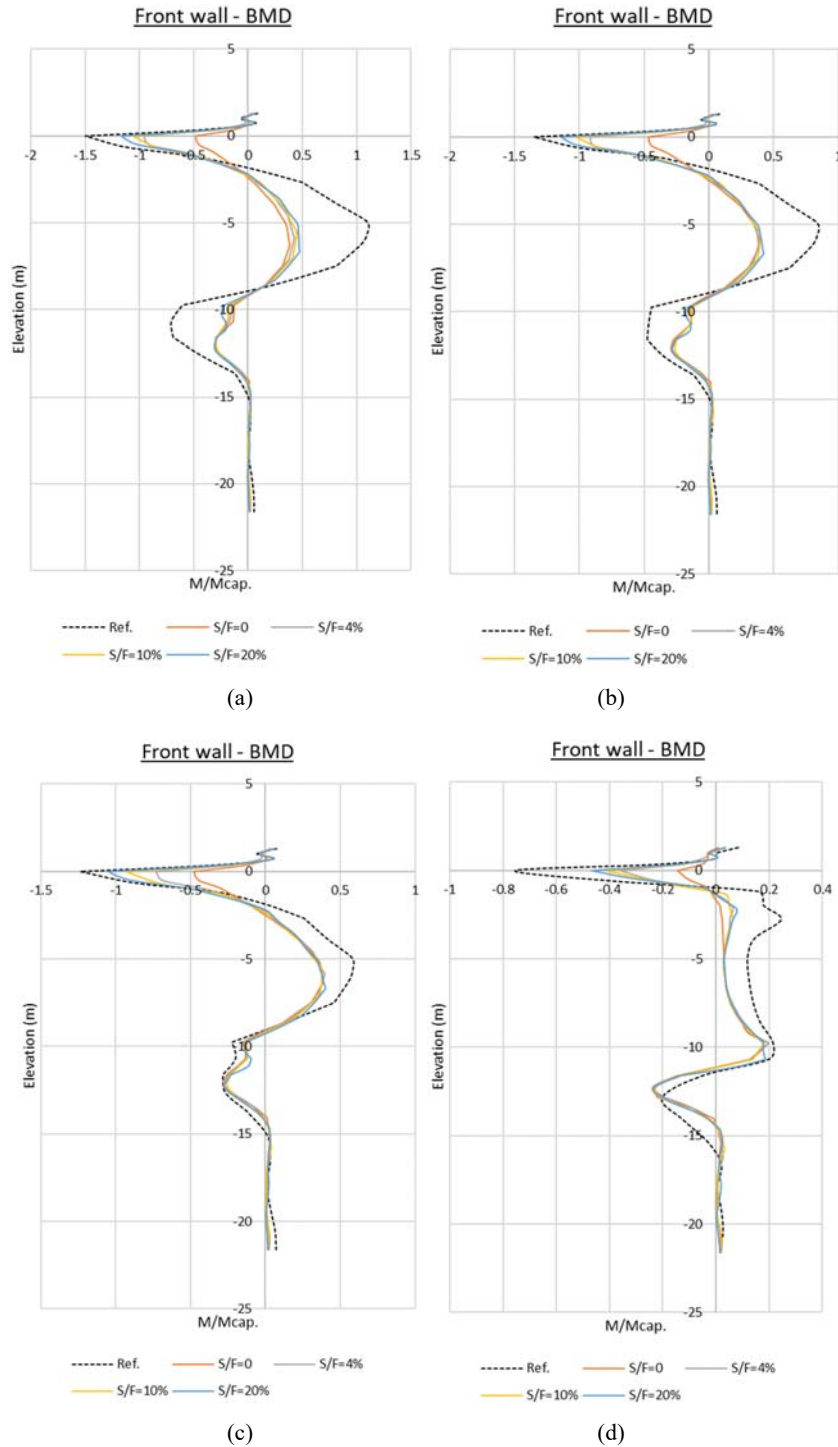 Front wall - BMD
5
0
-2 -1.5 -1 -0.5 0 0.5 1 1.5
-5
-10
-15
-20
-25
Elevation (m)
M/Mcap.
Ref. S/F=0 S/F=4%
S/F=10% S/F=20%
(a)
Front wall - BMD
5
0
-1.5 -1 -0.5 0 0.5 1
-5
-10
-15
-20
-25
Elevation (m)
M/Mcap.
Ref. S/F=0 S/F=4%
S/F=10% S/F=20%
(b)
Front wall - BMD
5
0
-1.5 -1 -0.5 0 0.5 1
-5
-10
-15
-20
-25
Elevation (m)
M/Mcap.
Ref. S/F=0 S/F=4%
S/F=10% S/F=20%
(c)
Front wall - BMD
5
0
-1 -0.8 -0.6 -0.4 -0.2 0 0.2 0.4
-5
-10
-15
-20
-25
Elevation (m)
M/Mcap.
Ref. S/F=0 S/F=4%
S/F=10% S/F=20%
(d)